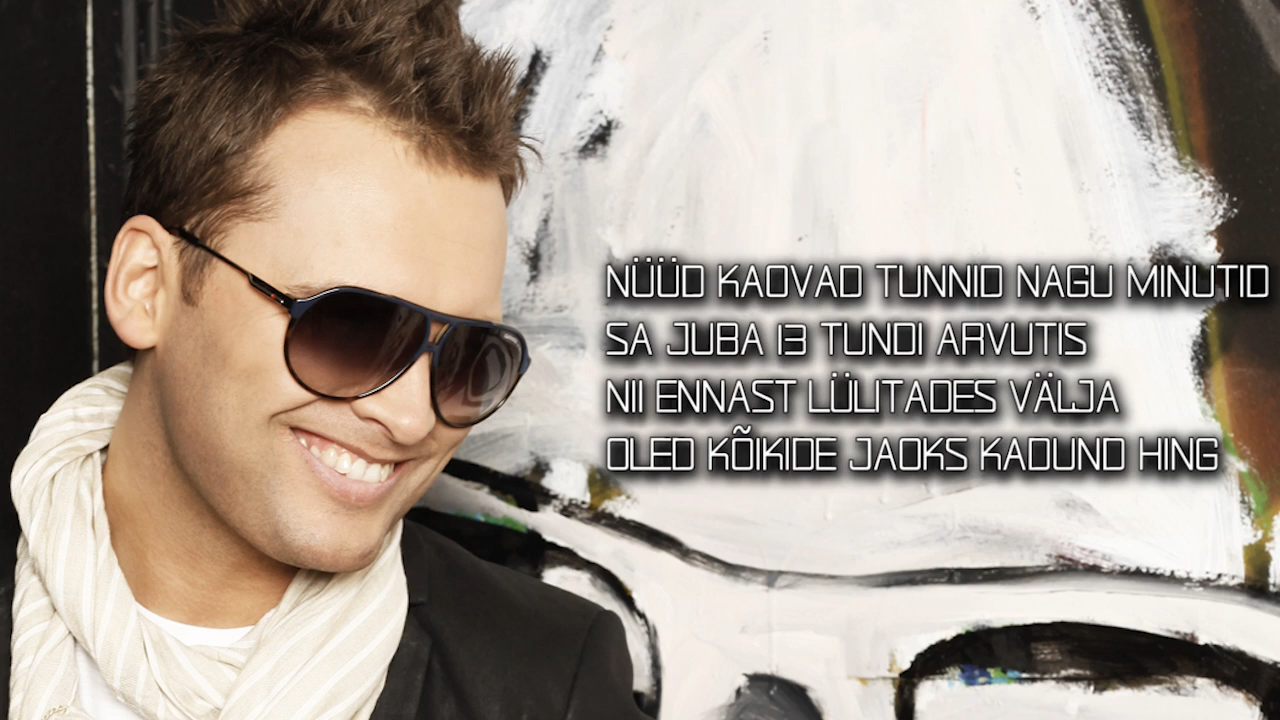 NÜÜD KAOVAD TUNNID NAGU MINUTID
SA JUBA 13 TUNDI ARVUTIS
NII ENNAST LÜLITADES VÄLJA
OLED KÕIKIDE JAOKS KADUND HING